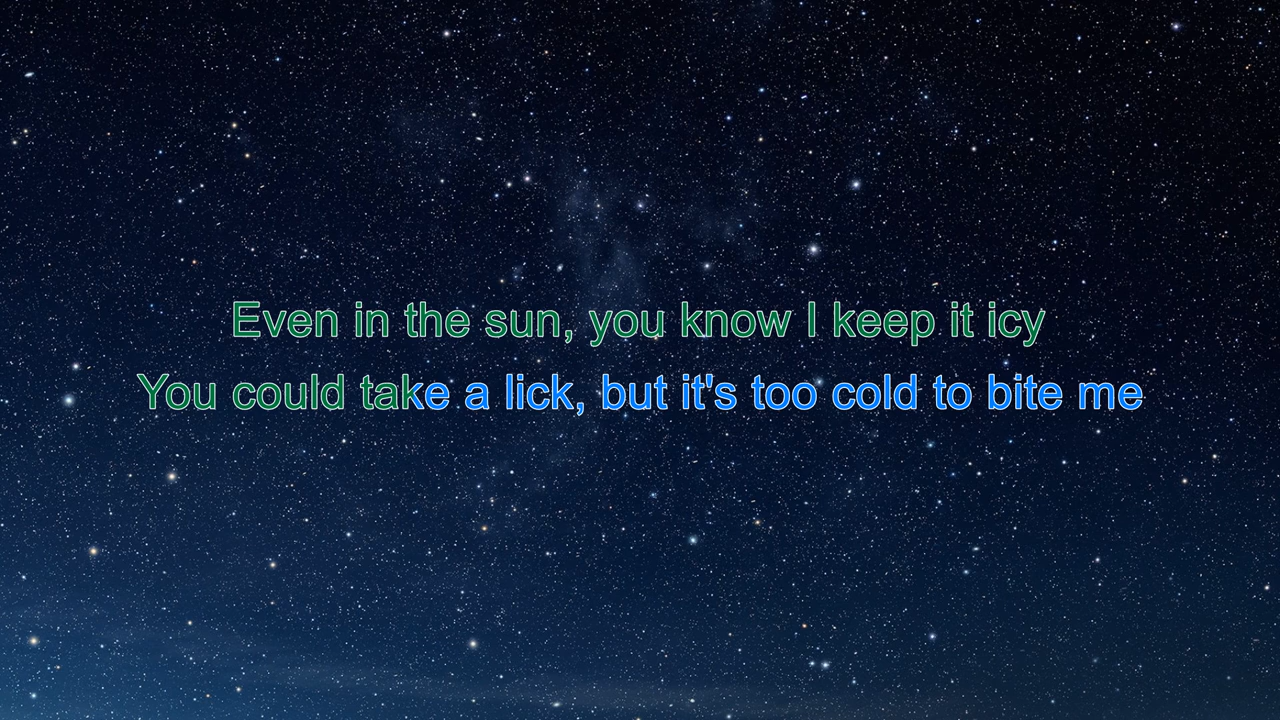 Even in the sun, you know I keep it icy
You could take a lick, but it's too cold to bite me